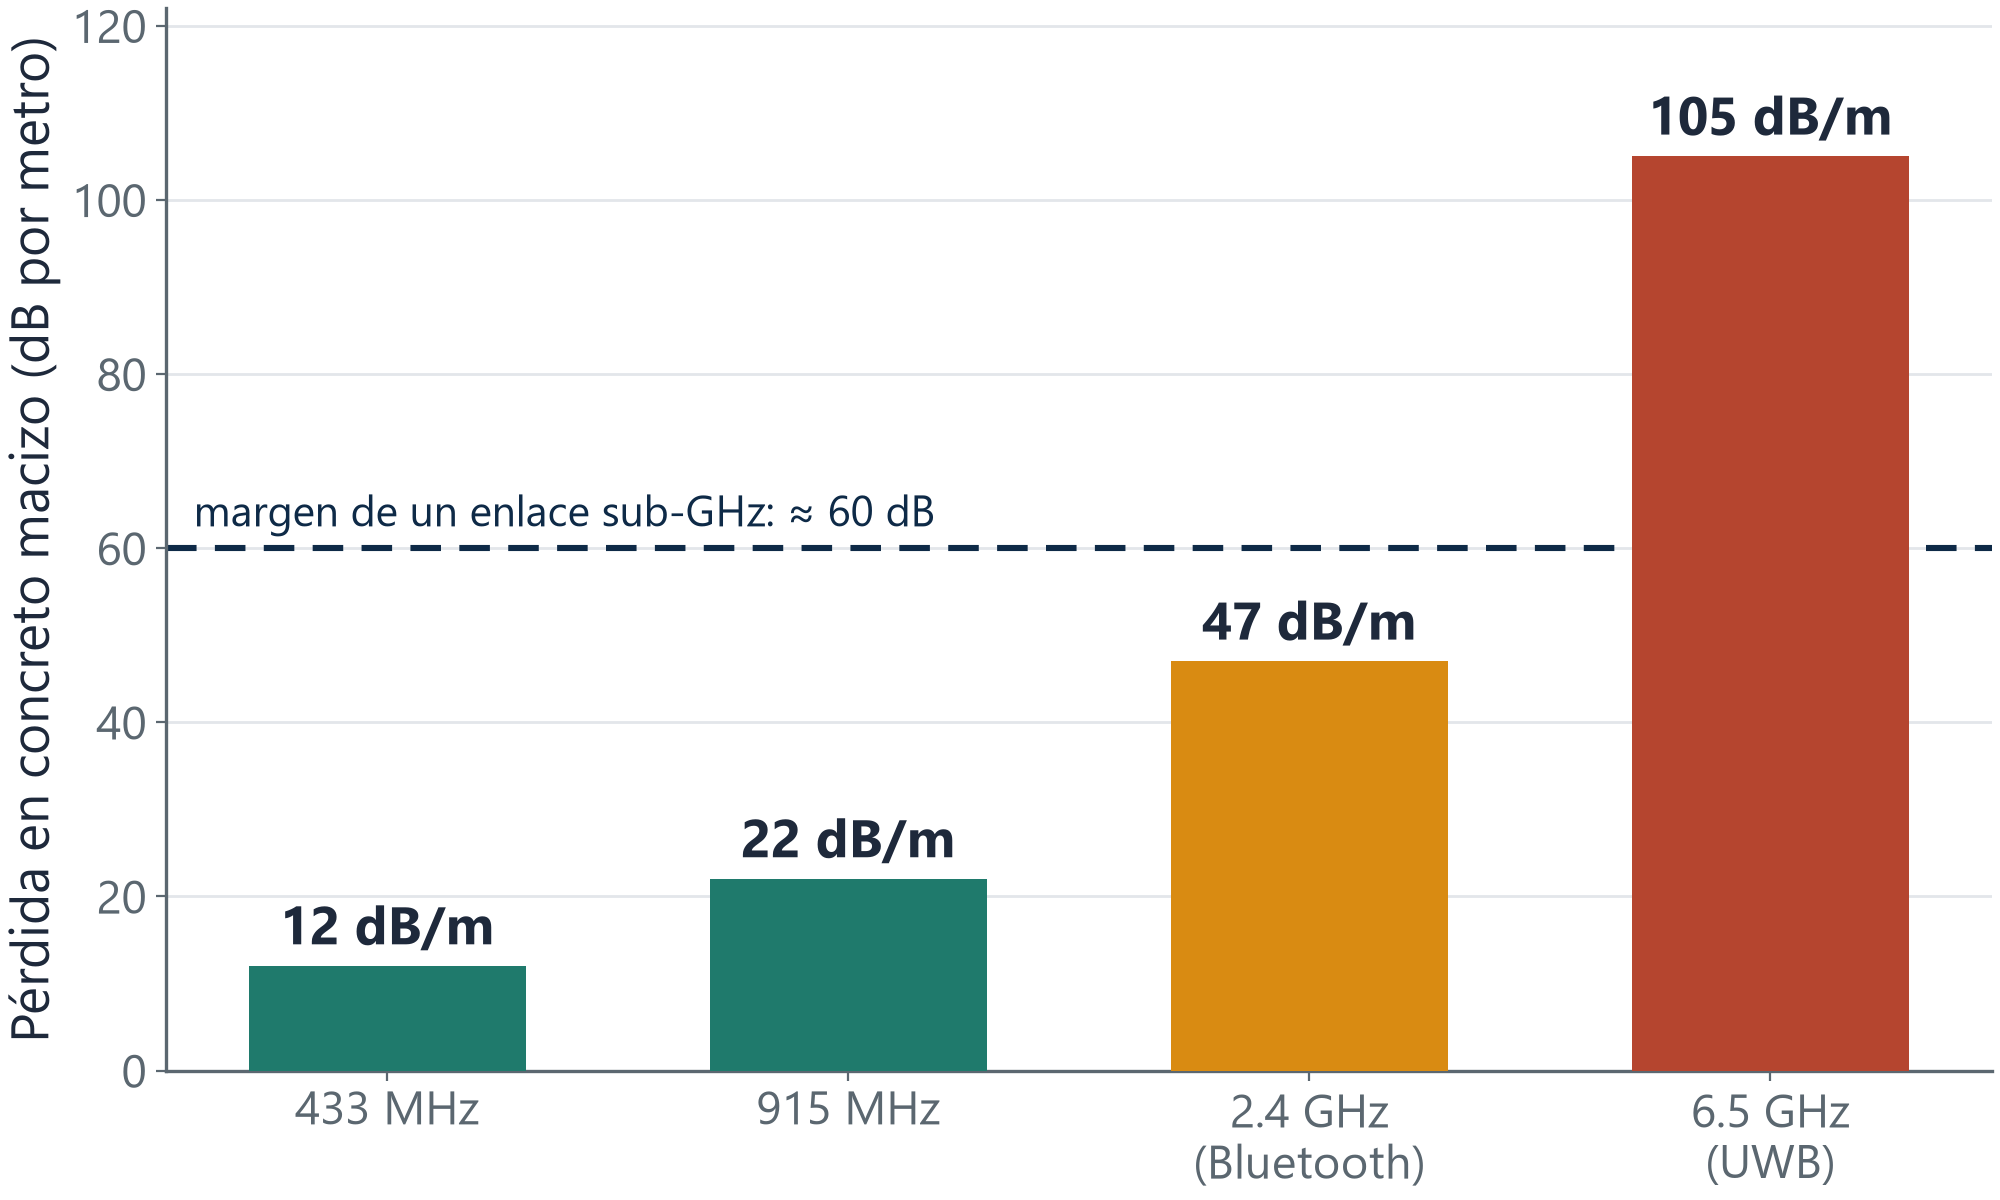 Pérdida en concreto macizo (dB por metro)
120
100
80
60
40
20
0
margen de un enlace sub-GHz: ≈ 60 dB
12 dB/m
22 dB/m
47 dB/m
105 dB/m
433 MHz
915 MHz
2.4 GHz
(Bluetooth)
6.5 GHz
(UWB)